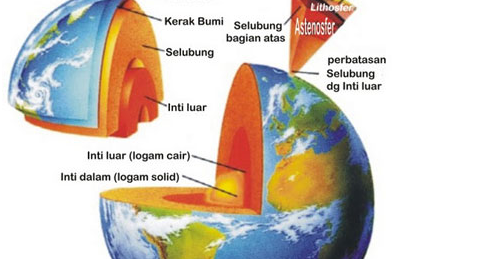 Lithosfer
Kerak Bumi
Selubung
bagian atas
Astenosfer
Selubung
perbatasan
Selubung
dg Inti luar
Inti luar
Inti luar (logam cair)
Inti dalam (logam solid)